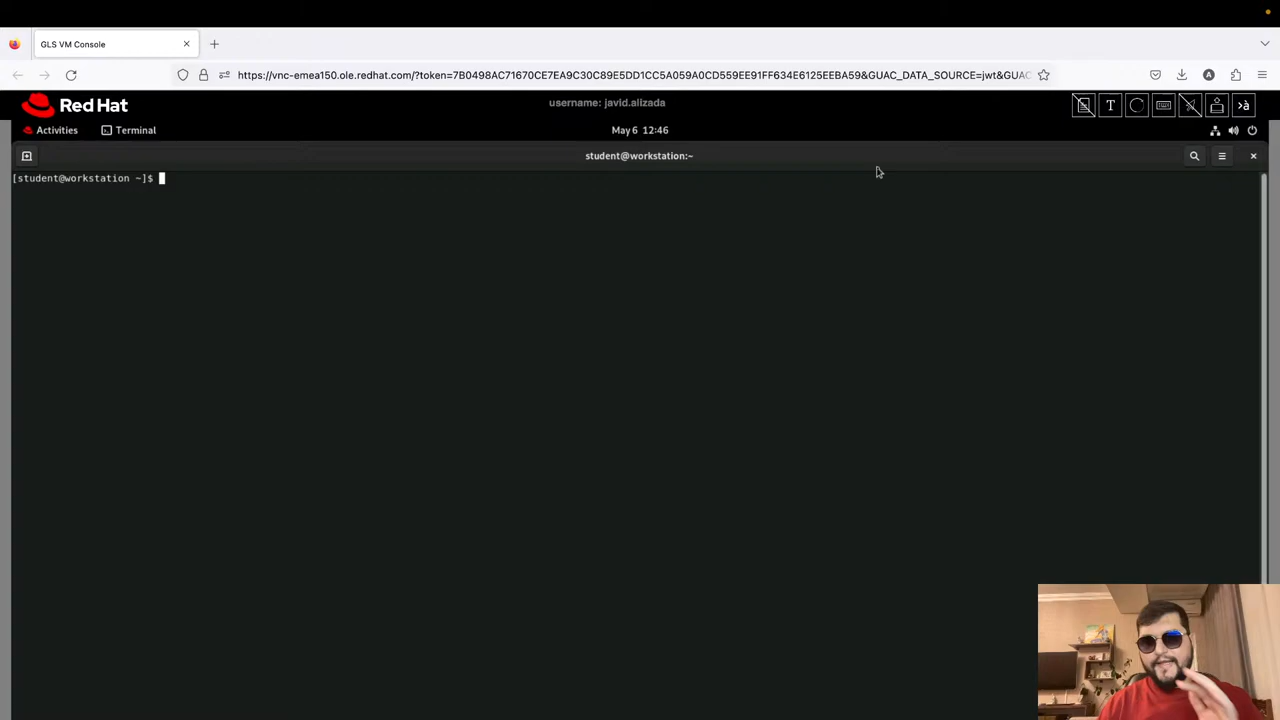 GLS VM Console
https://vnc-emea150.ole.redhat.com/?token=7B0498AC71670CE7EA9C30C89E5DD1CC5A059A0CD559EE91FF634E6125EEBA59&GUAC_DATA_SOURCE=jwt&GUAC
A
Red Hat
username: javid.alizada
T
Activities
Terminal
May 6 12:46
student@workstation:~
[student@workstation ~]$